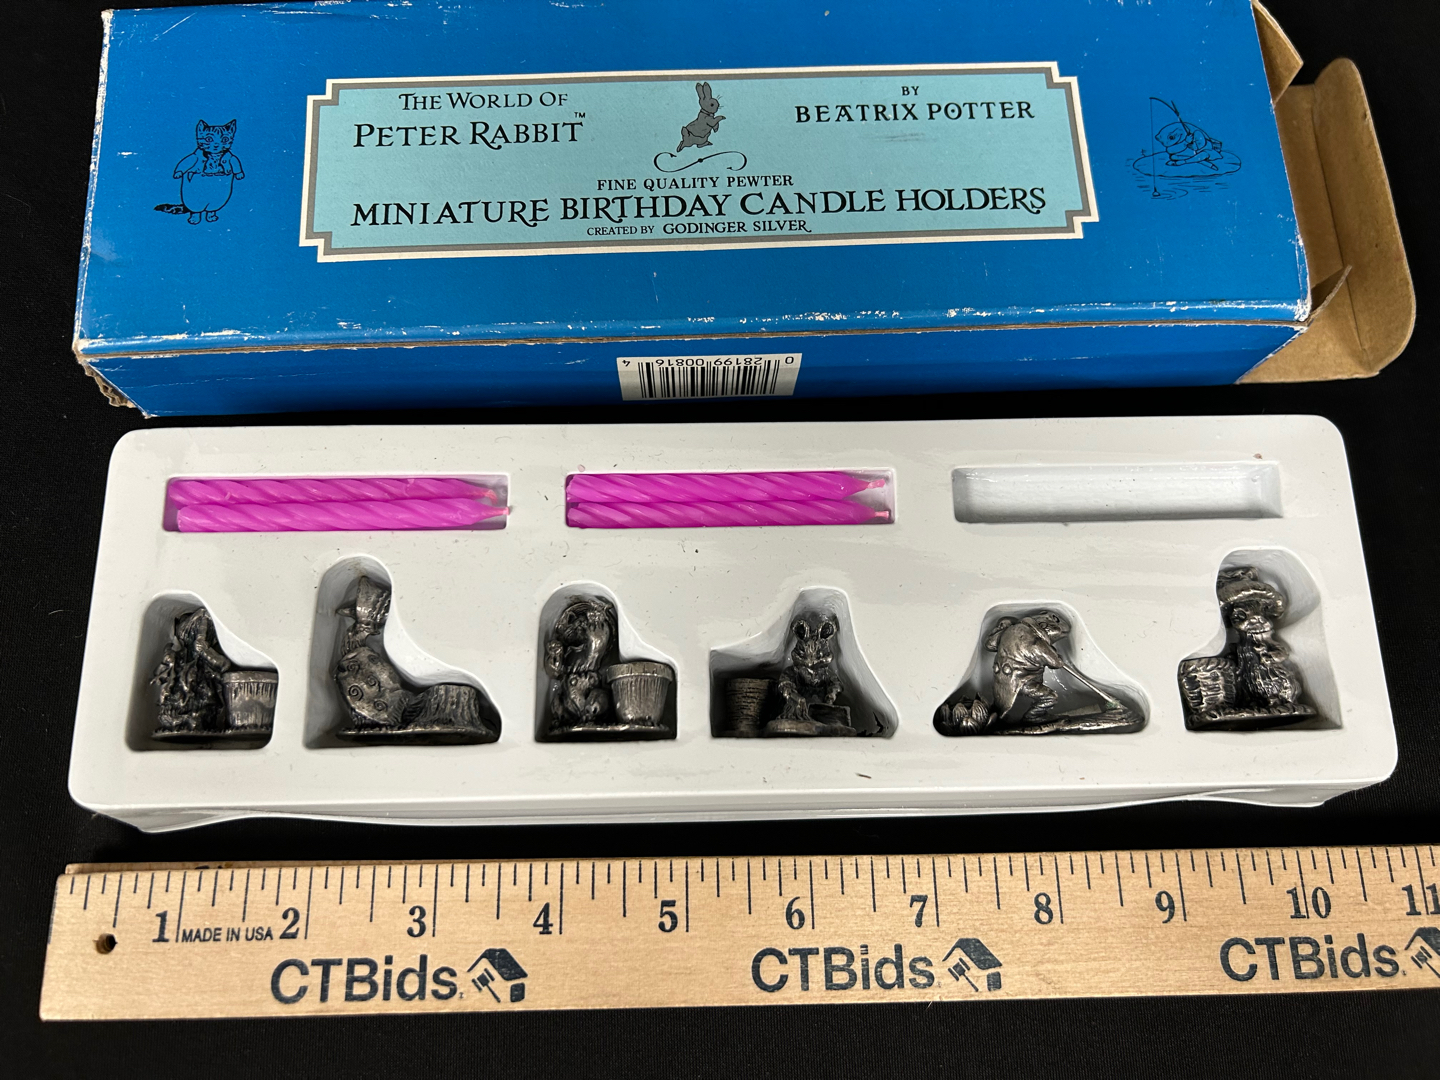 THE WORLD OF
PETER RABBIT™
BY
BEATRIX POTTER
FINE QUALITY PEWTER
MINIATURE BIRTHDAY CANDLE HOLDERS
CREATED BY GODINGER SILVER
0 28199 00816 4
1 MADE IN USA 2 3 4 5 6 7 8 9 10 11
CTBids. CTBids. CTBids.